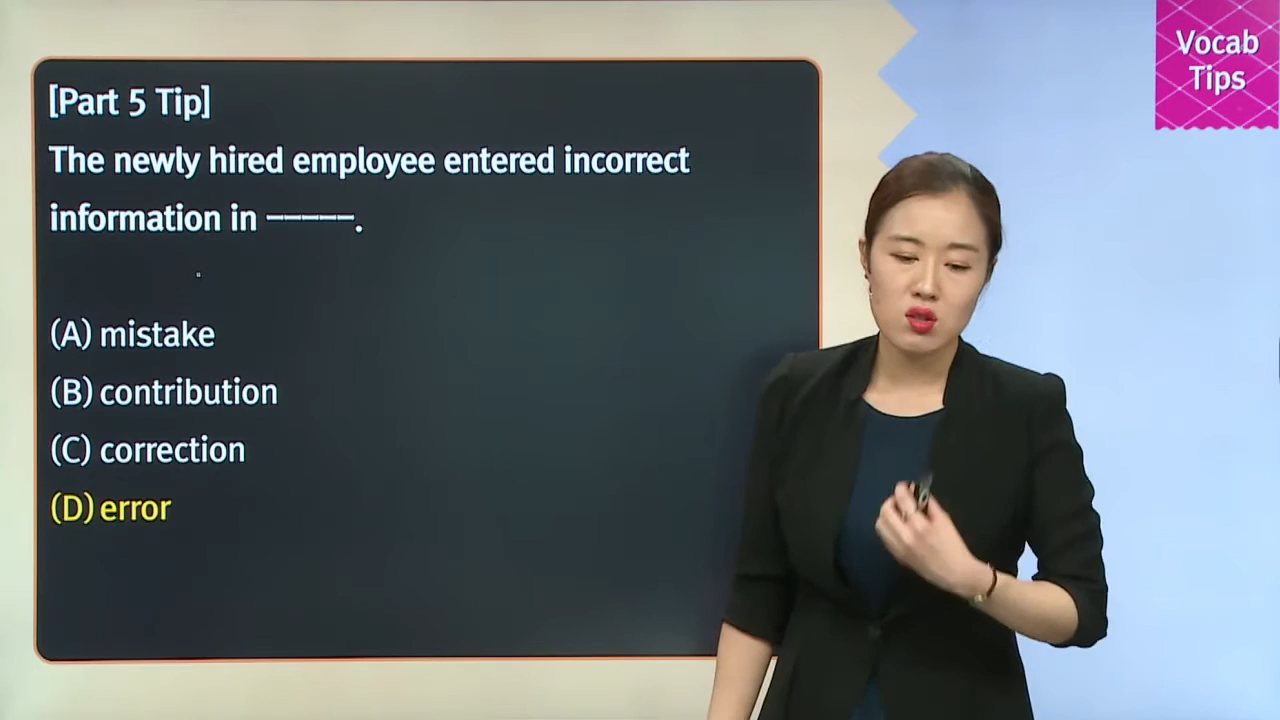 [Part 5 Tip]
The newly hired employee entered incorrect
information in −−−−−.
(A) mistake
(B) contribution
(C) correction
(D) error
Vocab
Tips